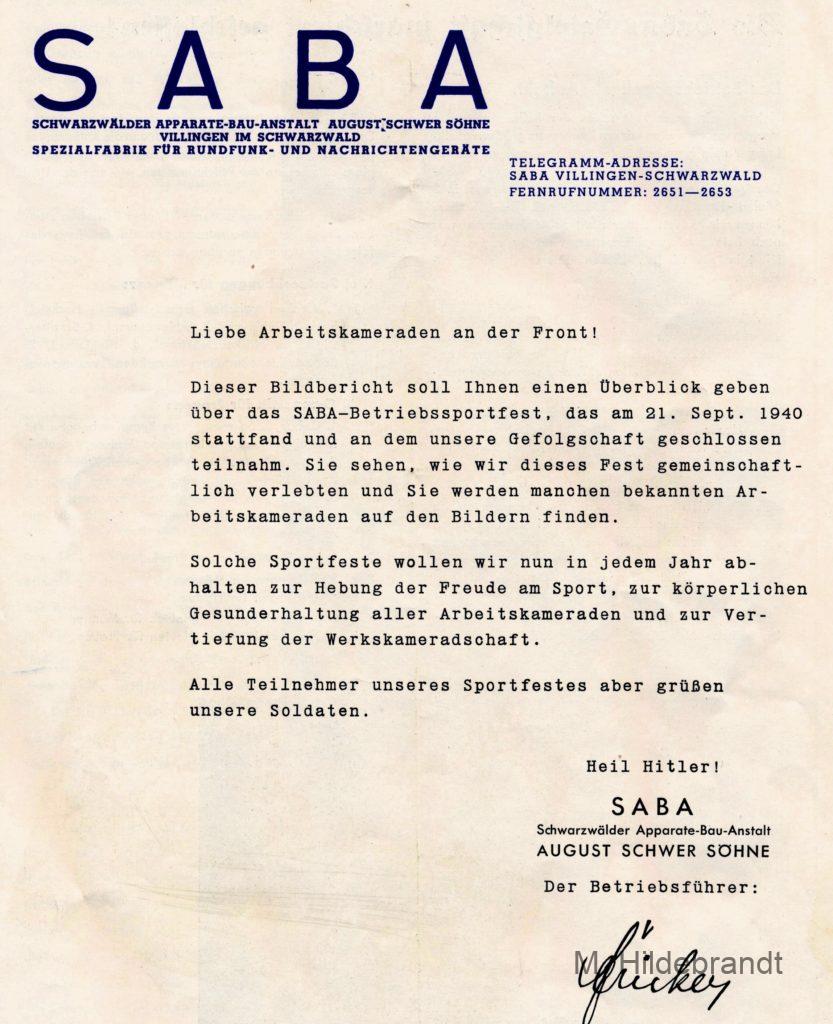 SABA
SCHWARZWÄLDER APPARATE-BAU-ANSTALT AUGUST SCHWER SÖHNE
VILLINGEN IM SCHWARZWALD
SPEZIALFABRIK FÜR RUNDFUNK- UND NACHRICHTENGERÄTE
TELEGRAMM-ADRESSE:
SABA VILLINGEN-SCHWARZWALD
FERNRUFNUMMER: 2651—2653
Liebe Arbeitskameraden an der Front!
Dieser Bildbericht soll Ihnen einen Überblick geben
über das SABA-Betriebssportfest, das am 21. Sept. 1940
stattfand und an dem unsere Gefolgschaft geschlossen
teilnahm. Sie sehen, wie wir dieses Fest gemeinschaft-
lich verlebten und Sie werden manchen bekannten Ar-
beitskameraden auf den Bildern finden.
Solche Sportfeste wollen wir nun in jedem Jahr ab-
halten zur Hebung der Freude am Sport, zur körperlichen
Gesunderhaltung aller Arbeitskameraden und zur Ver-
tiefung der Werkskameradschaft.
Alle Teilnehmer unseres Sportfestes aber grüßen
unsere Soldaten.
Heil Hitler!
SABA
Schwarzwälder Apparate-Bau-Anstalt
AUGUST SCHWER SÖHNE
Der Betriebsführer:
M. Hildebrandt